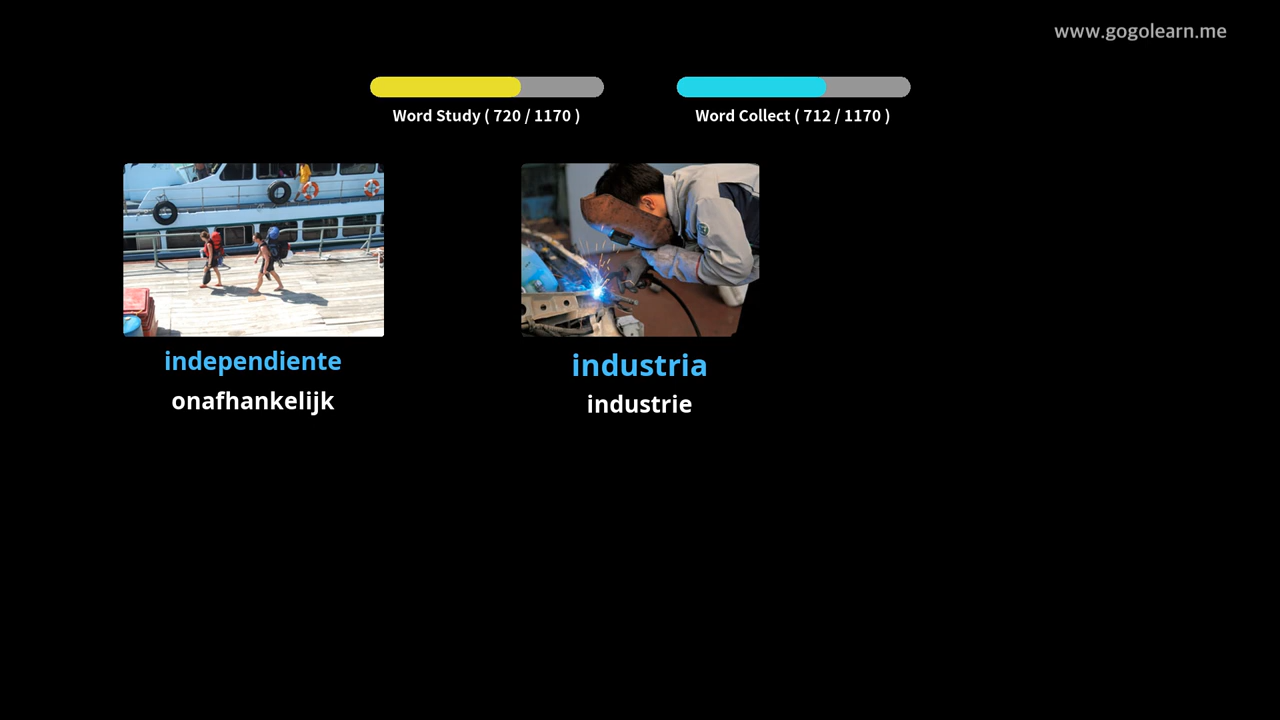 www.gogolearn.me
Word Study ( 720 / 1170 )
Word Collect ( 712 / 1170 )
independiente
onafhankelijk
industria
industrie